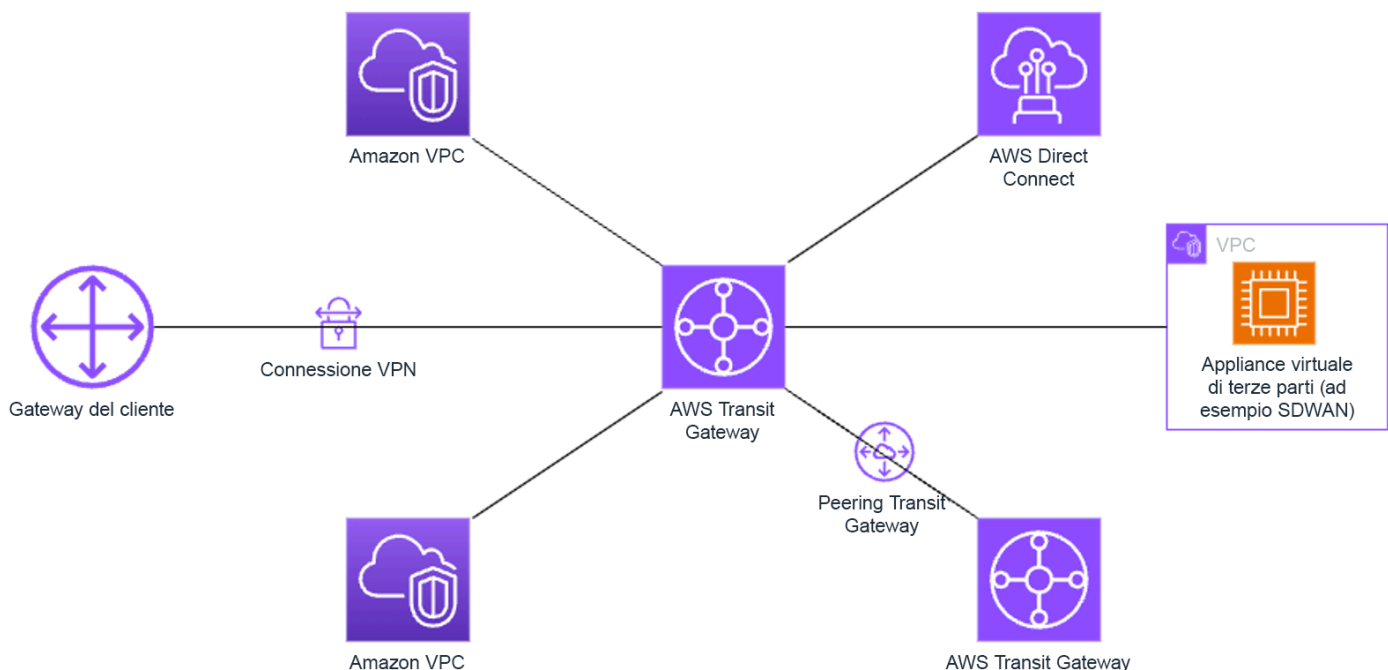 Amazon VPC
AWS Direct
Connect
VPC
Connessione VPN
Gateway del cliente
AWS Transit
Gateway
Appliance virtuale
di terze parti (ad
esempio SDWAN)
Peering Transit
Gateway
Amazon VPC
AWS Transit Gateway